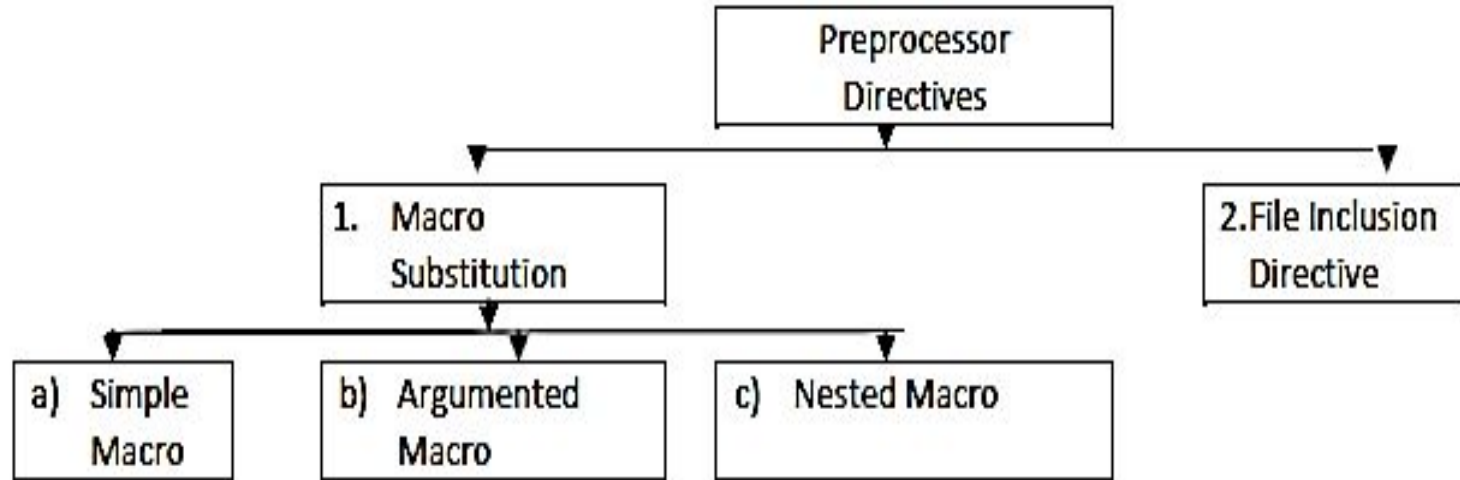 Preprocessor
Directives
1. Macro
Substitution
2.File Inclusion
Directive
a) Simple
Macro
b) Argumented
Macro
c) Nested Macro